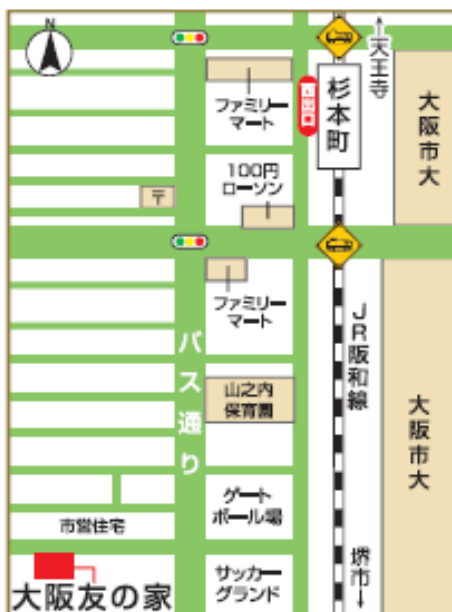 N
↑天王寺
杉本町
大阪市大
ファミリー
マート
100円
ローソン
〒
ファミリー
マート
バス通り
JR阪和線
大阪市大
山之内
保育園
ゲート
ボール場
市営住宅
大阪友の家
サッカー
グランド
堺市↓